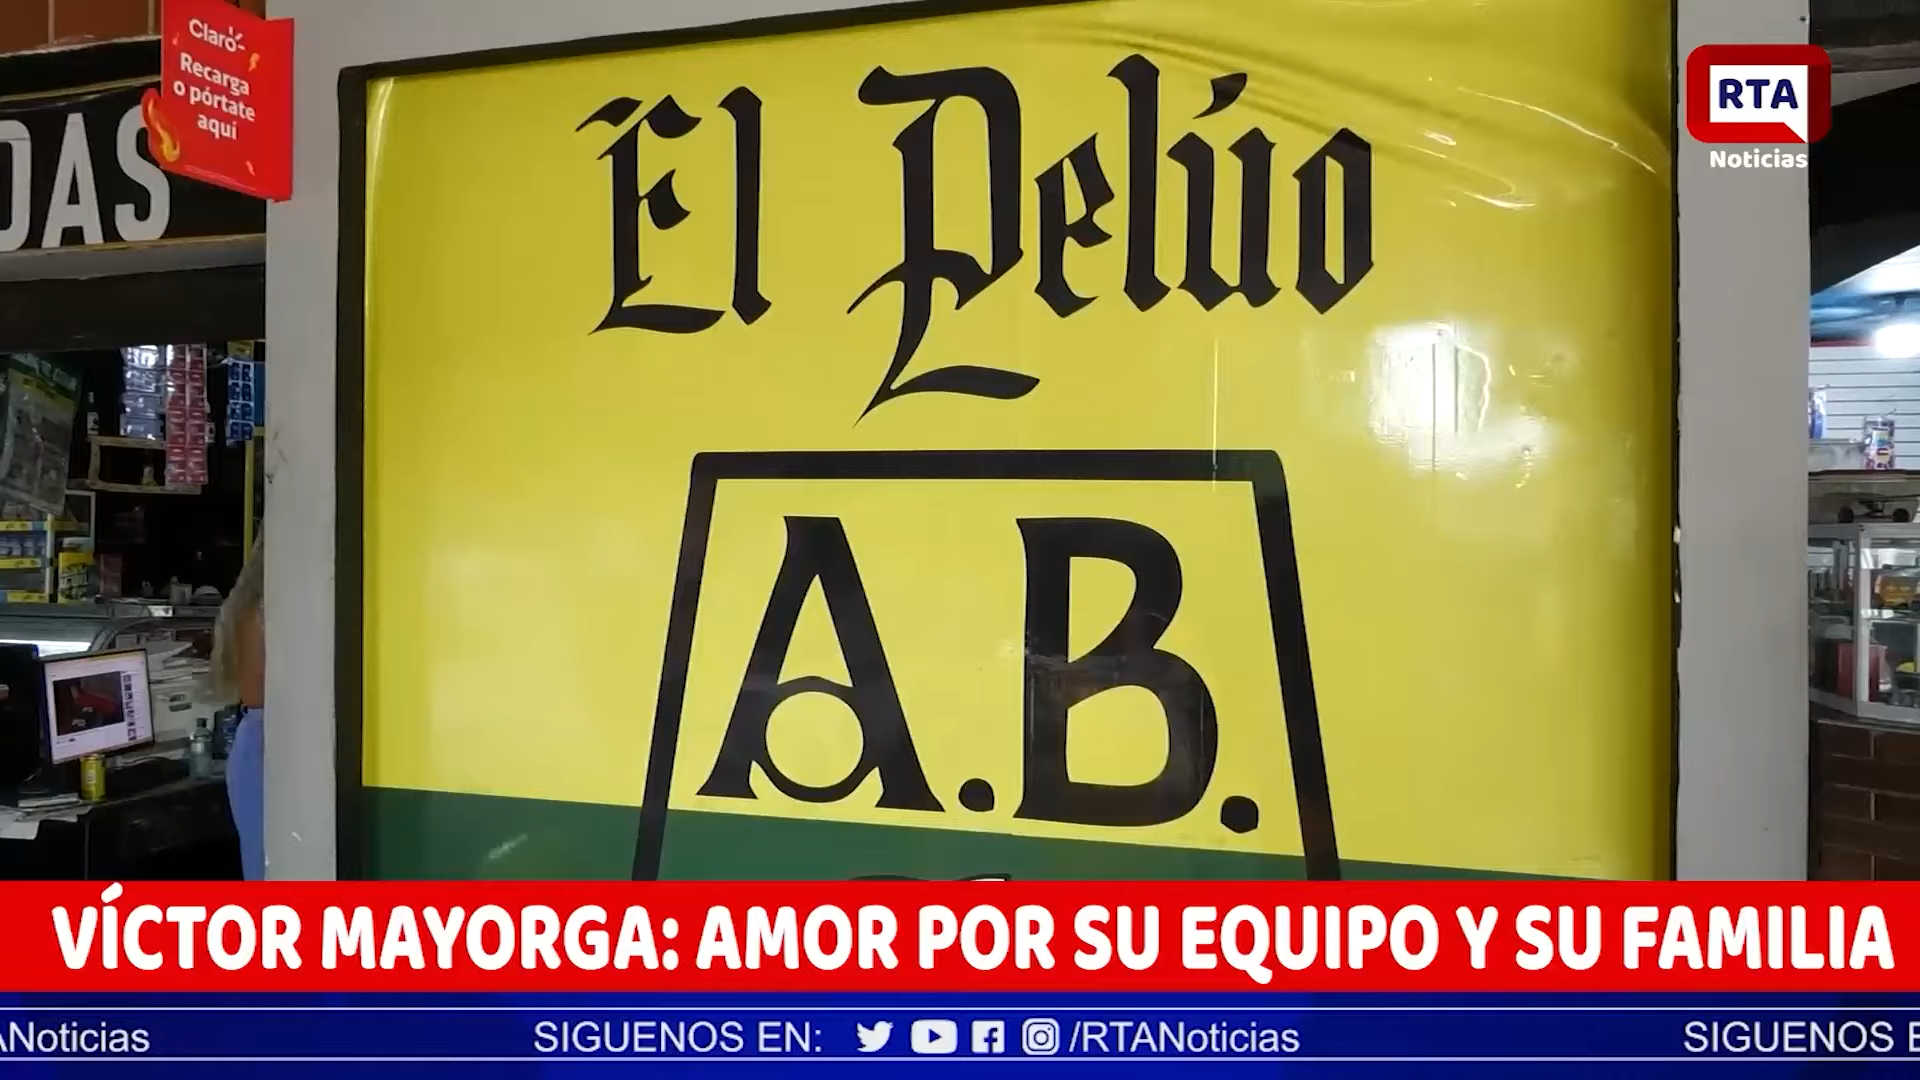 Claro
Recarga
o pórtate
aquí
DAS
El Pelúo
A.B.
RTA
Noticias
VÍCTOR MAYORGA: AMOR POR SU EQUIPO Y SU FAMILIA
ANoticias SIGUENOS EN: /RTANoticias SIGUENOS E